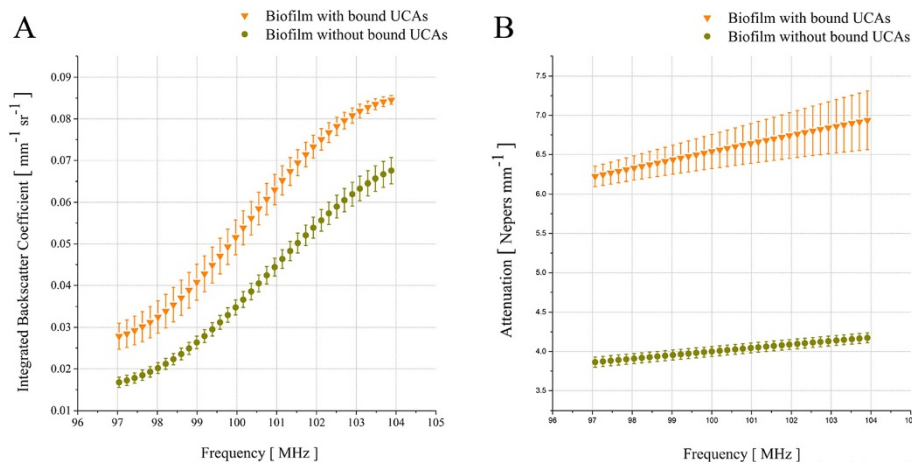 A
Biofilm with bound UCAs
Biofilm without bound UCAs
Integrated Backscatter Coefficient [ mm⁻¹ sr⁻¹ ]
0.09
0.08
0.07
0.06
0.05
0.04
0.03
0.02
0.01
96 97 98 99 100 101 102 103 104 105
Frequency [ MHz ]
B
Biofilm with bound UCAs
Biofilm without bound UCAs
Attenuation [ Nepers mm⁻¹ ]
7.5
7.0
6.5
6.0
5.5
5.0
4.5
4.0
3.5
96 97 98 99 100 101 102 103 104
Frequency [ MHz ]